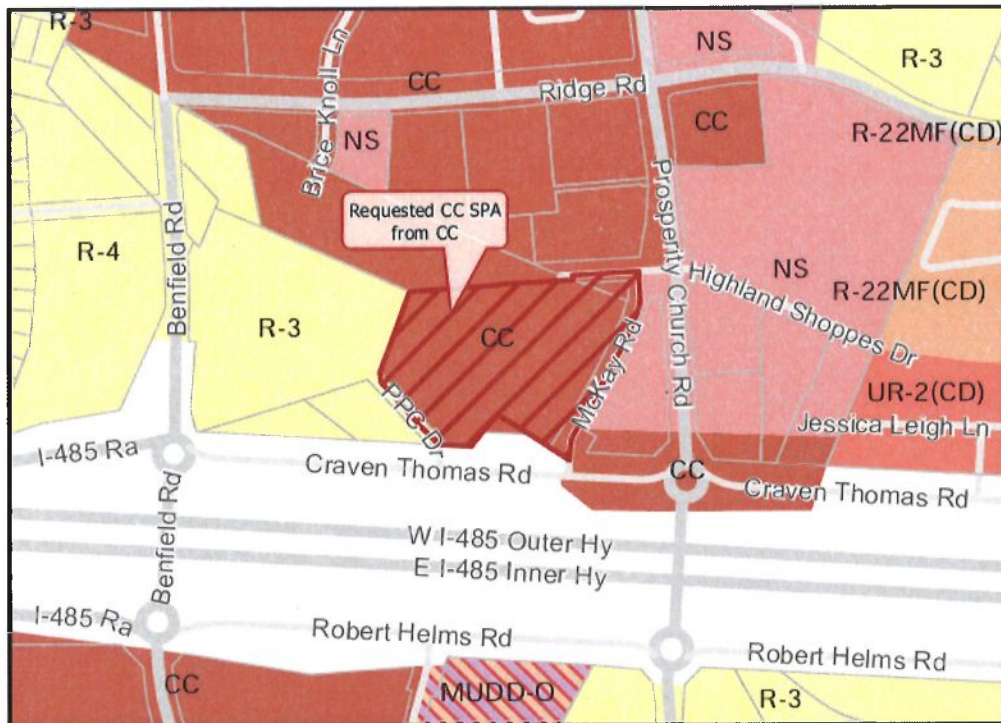 R-3
NS
R-3
Brice Knoll Ln
CC
Ridge Rd
CC
R-22MF(CD)
NS
Requested CC SPA
from CC
Prosperity Church Rd
Benfield Rd
R-4
Highland Shoppes Dr
NS
R-22MF(CD)
R-3
CC
McKay Rd
PPC Dr
UR-2(CD)
Jessica Leigh Ln
I-485 Ra
Craven Thomas Rd
CC
Craven Thomas Rd
Benfield Rd
W I-485 Outer Hy
E I-485 Inner Hy
I-485 Ra
Robert Helms Rd
Robert Helms Rd
CC
MUDD-O
R-3